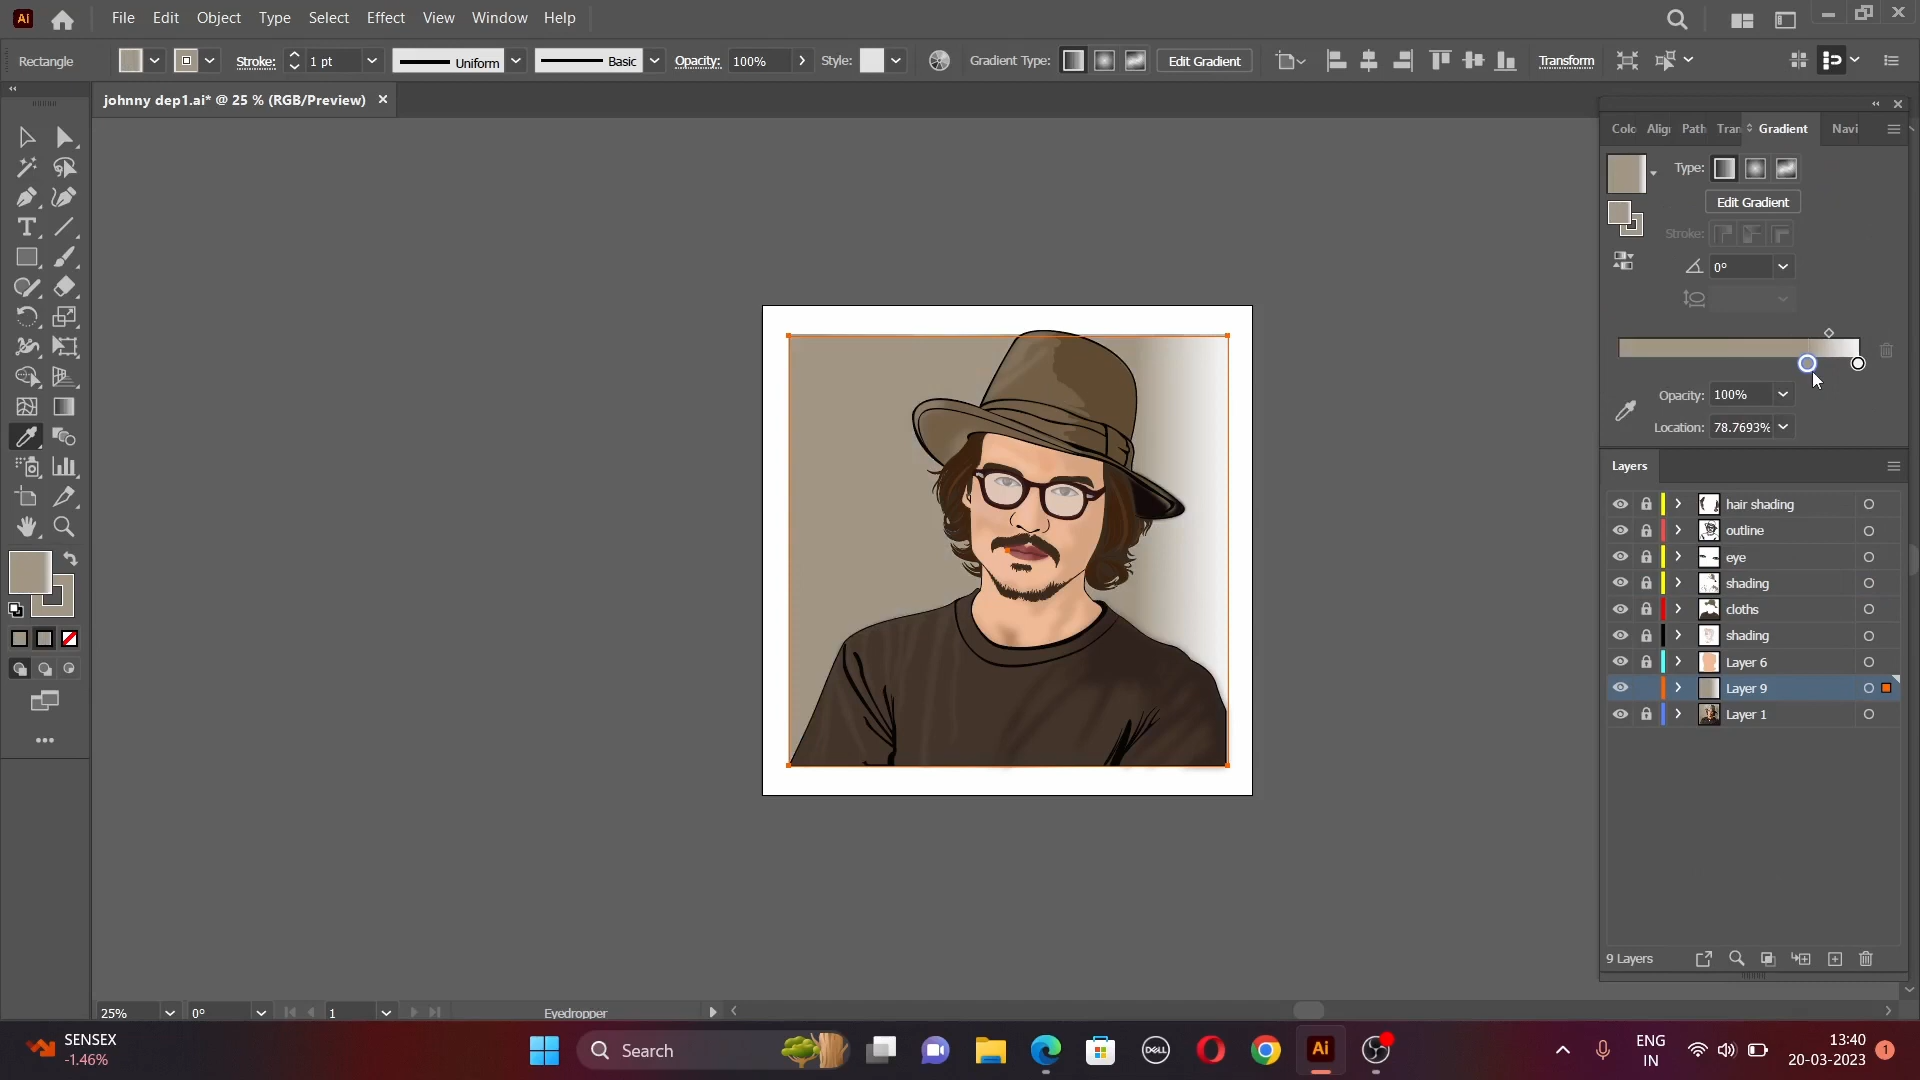 Ai File Edit Object Type Select Effect View Window Help
Rectangle Stroke: 1 pt Uniform Basic Opacity: 100% Style: Gradient Type: Edit Gradient Transform
johnny dep1.ai* @ 25 % (RGB/Preview)
Colc Alig Path Tran Gradient Navi
Type:
Edit Gradient
Stroke:
0°
Opacity: 100%
Location: 78.7693%
Layers
hair shading
outline
eye
shading
cloths
shading
Layer 6
Layer 9
Layer 1
9 Layers
25% 0° 1 Eyedropper
SENSEX
-1.46%
Search
DELL
Ai
ENG
IN
13:40
20-03-2023
1